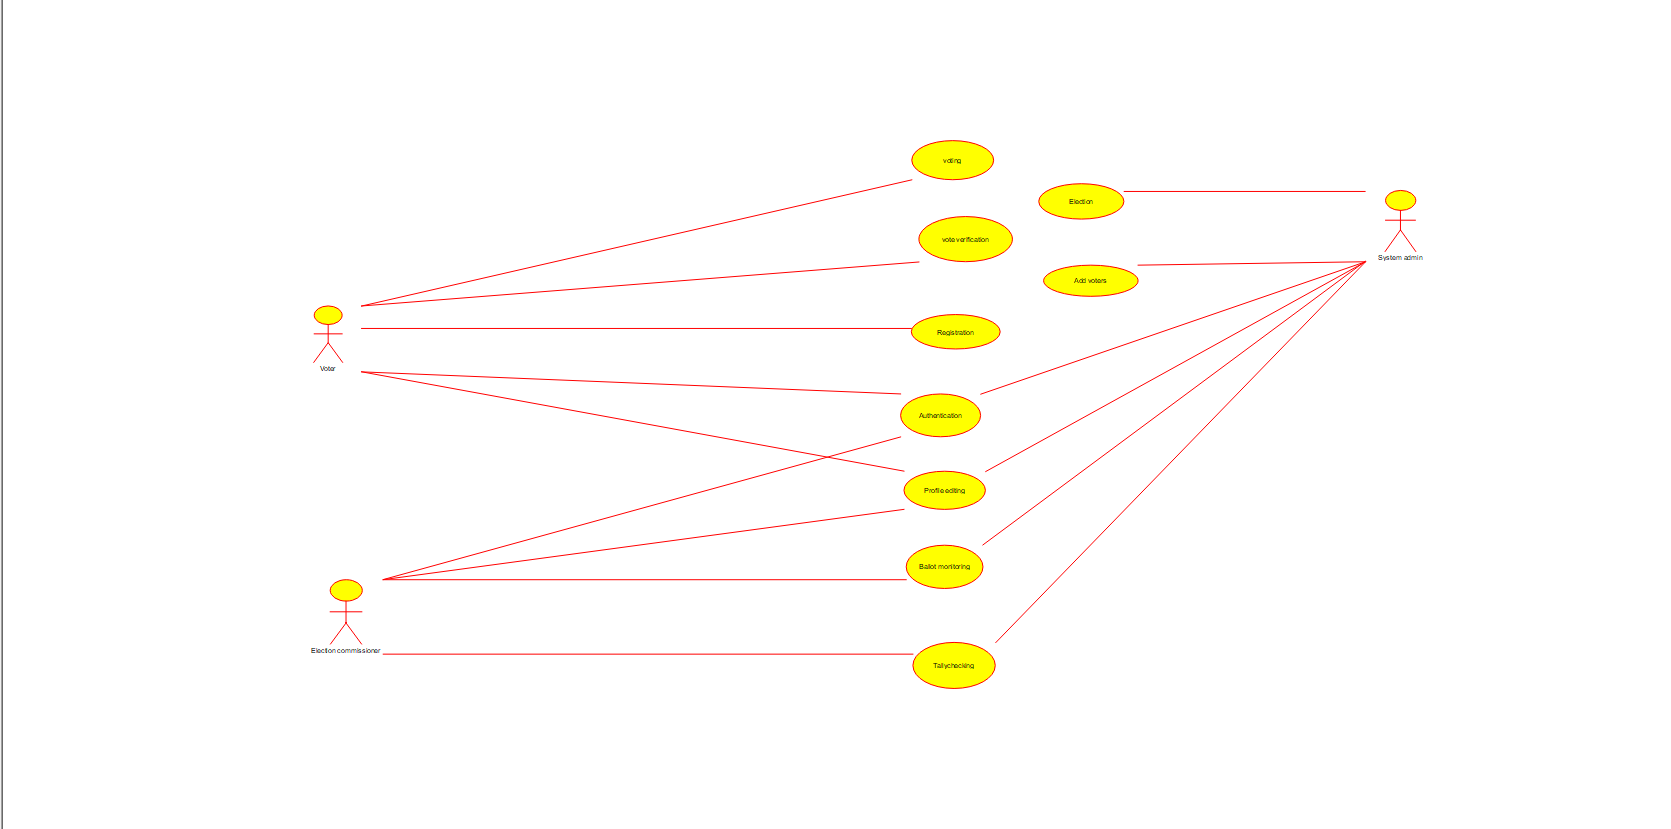 voting
Election
vote verification
System admin
Add voters
Registration
Voter
Authentication
Profile editing
Ballot monitoring
Election commissioner
Tallychecking